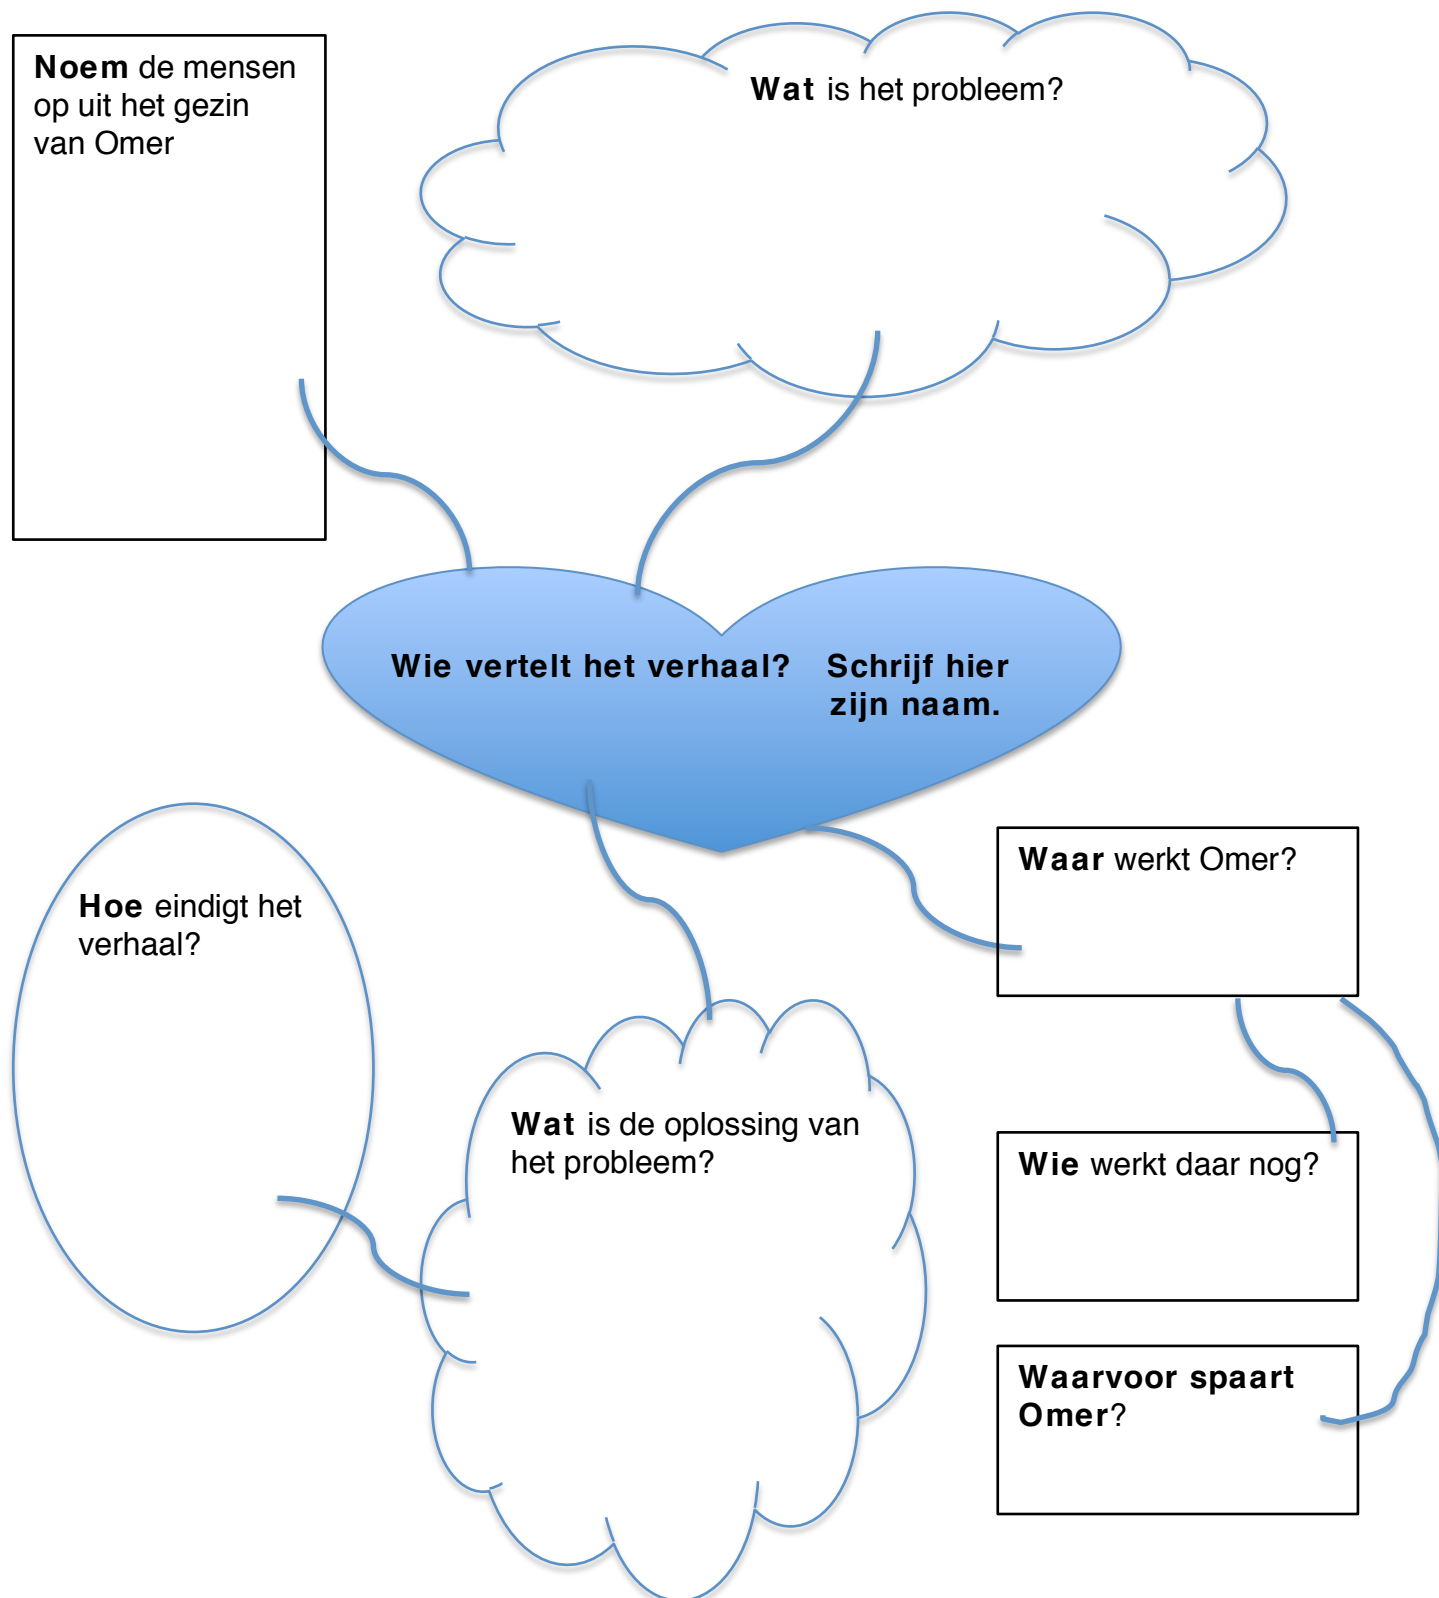 Noem de mensen
op uit het gezin
van Omer
Wat is het probleem?
Wie vertelt het verhaal? Schrijf hier
zijn naam.
Hoe eindigt het
verhaal?
Waar werkt Omer?
Wat is de oplossing van
het probleem?
Wie werkt daar nog?
Waarvoor spaart
Omer?